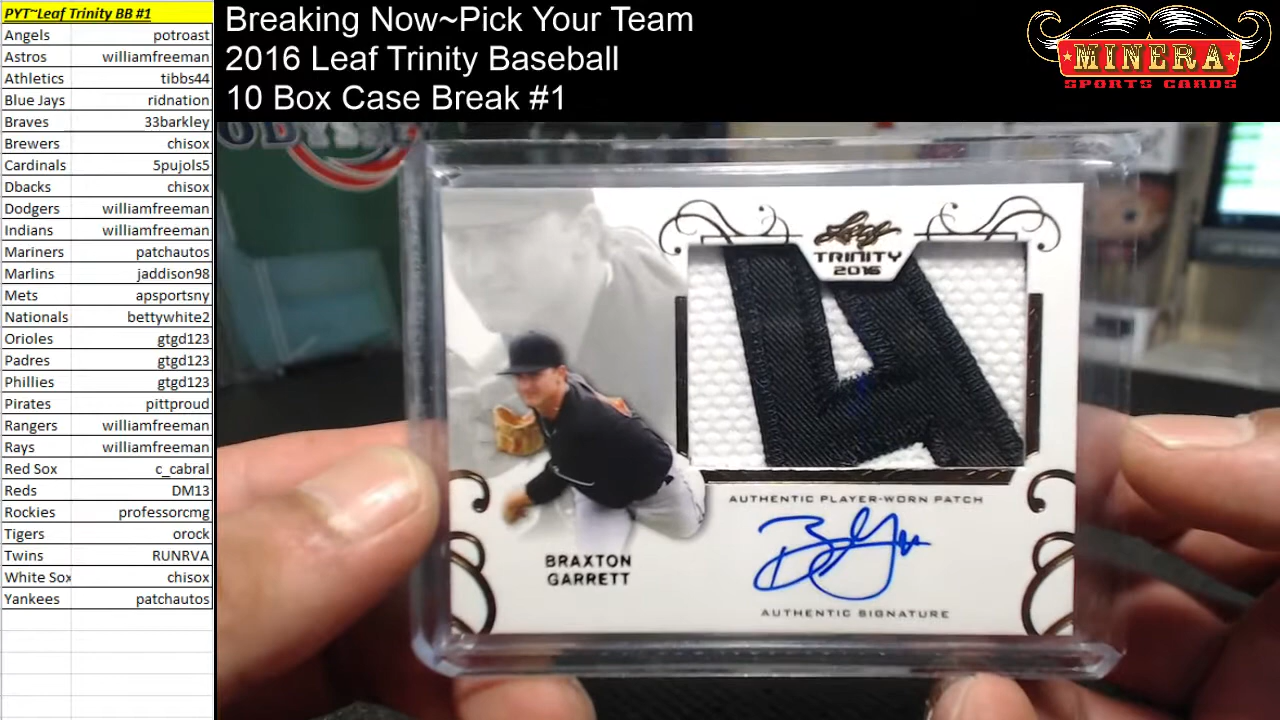 PYT~Leaf Trinity BB #1
Angels potroast
Astros williamfreeman
Athletics tibbs44
Blue Jays ridnation
Braves 33barkley
Brewers chisox
Cardinals 5pujols5
Dbacks chisox
Dodgers williamfreeman
Indians williamfreeman
Mariners patchautos
Marlins jaddison98
Mets apsportsny
Nationals bettywhite2
Orioles gtgd123
Padres gtgd123
Phillies gtgd123
Pirates pittproud
Rangers williamfreeman
Rays williamfreeman
Red Sox c_cabral
Reds DM13
Rockies professorcmg
Tigers orock
Twins RUNRVA
White Sox chisox
Yankees patchautos
Breaking Now~Pick Your Team
2016 Leaf Trinity Baseball
10 Box Case Break #1
MINERA
SPORTS CARDS
Leaf
TRINITY
2016
AUTHENTIC PLAYER-WORN PATCH
BRAXTON
GARRETT
AUTHENTIC SIGNATURE